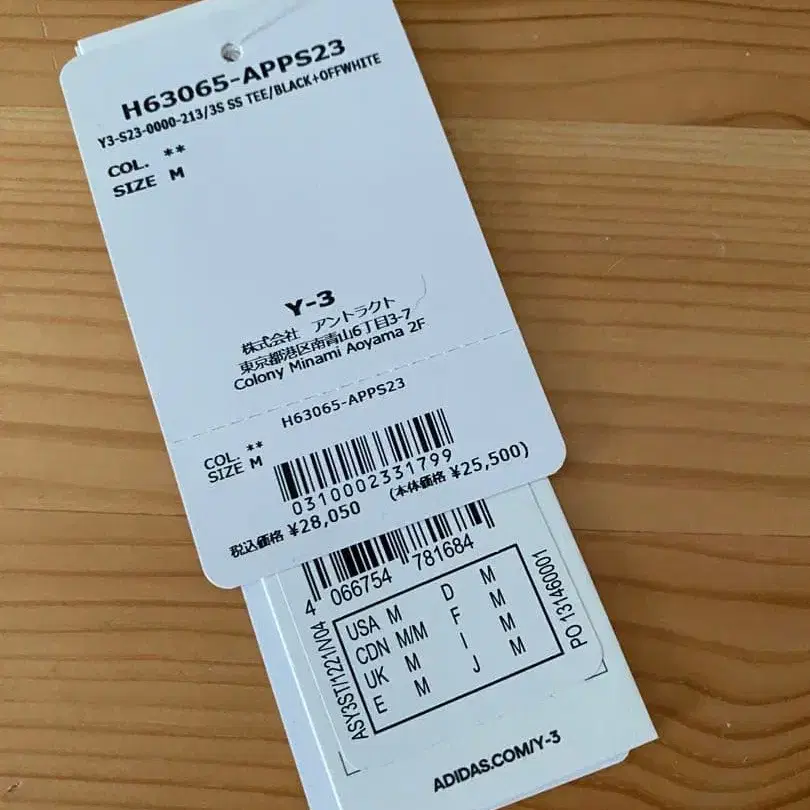 H63065-APPS23
Y3-S23-0000-213/3S SS TEE/BLACK+OFFWHITE
COL. **
SIZE M
Y-3
株式会社 アントラクト
東京都港区南青山6丁目3-7
Colony Minami Aoyama 2F
H63065-APPS23
COL. **
SIZE M
0310002331799
税込価格 ¥28,050 (本体価格 ¥25,500)
4 066754 781684
USA M D M
CDN M/M F M
UK M I M
E M J M
ASY3ST/1221/V04
PO 131460001
ADIDAS.COM/Y-3